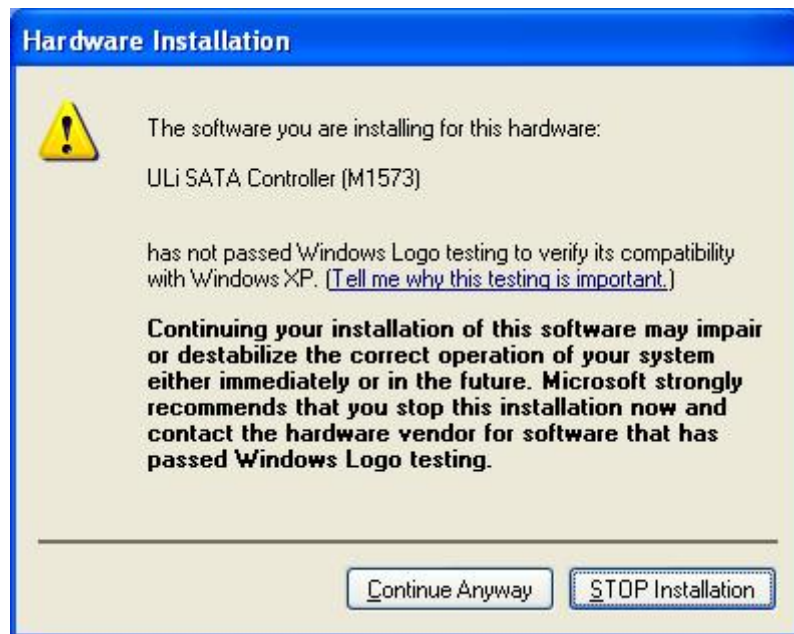 Hardware Installation
The software you are installing for this hardware:
ULi SATA Controller (M1573)
has not passed Windows Logo testing to verify its compatibility
with Windows XP. (Tell me why this testing is important.)
Continuing your installation of this software may impair
or destabilize the correct operation of your system
either immediately or in the future. Microsoft strongly
recommends that you stop this installation now and
contact the hardware vendor for software that has
passed Windows Logo testing.
Continue Anyway
STOP Installation